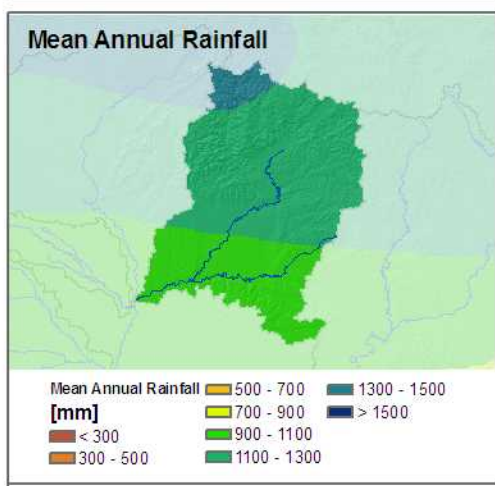 Mean Annual Rainfall
Mean Annual Rainfall
[mm]
< 300
300 - 500
500 - 700
700 - 900
900 - 1100
1100 - 1300
1300 - 1500
> 1500